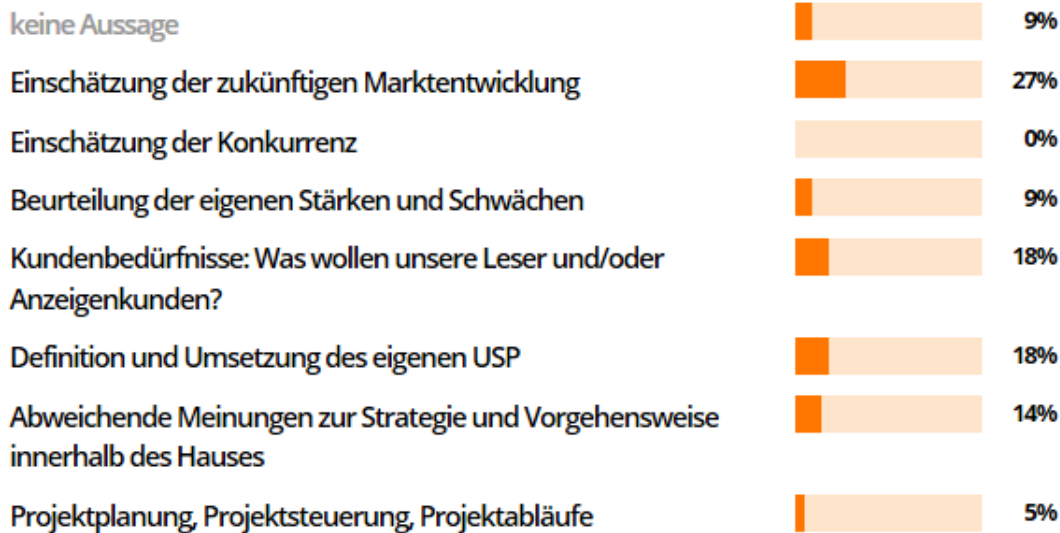 keine Aussage 9%
Einschätzung der zukünftigen Marktentwicklung 27%
Einschätzung der Konkurrenz 0%
Beurteilung der eigenen Stärken und Schwächen 9%
Kundenbedürfnisse: Was wollen unsere Leser und/oder 18%
Anzeigenkunden?
Definition und Umsetzung des eigenen USP 18%
Abweichende Meinungen zur Strategie und Vorgehensweise 14%
innerhalb des Hauses
Projektplanung, Projektsteuerung, Projektabläufe 5%